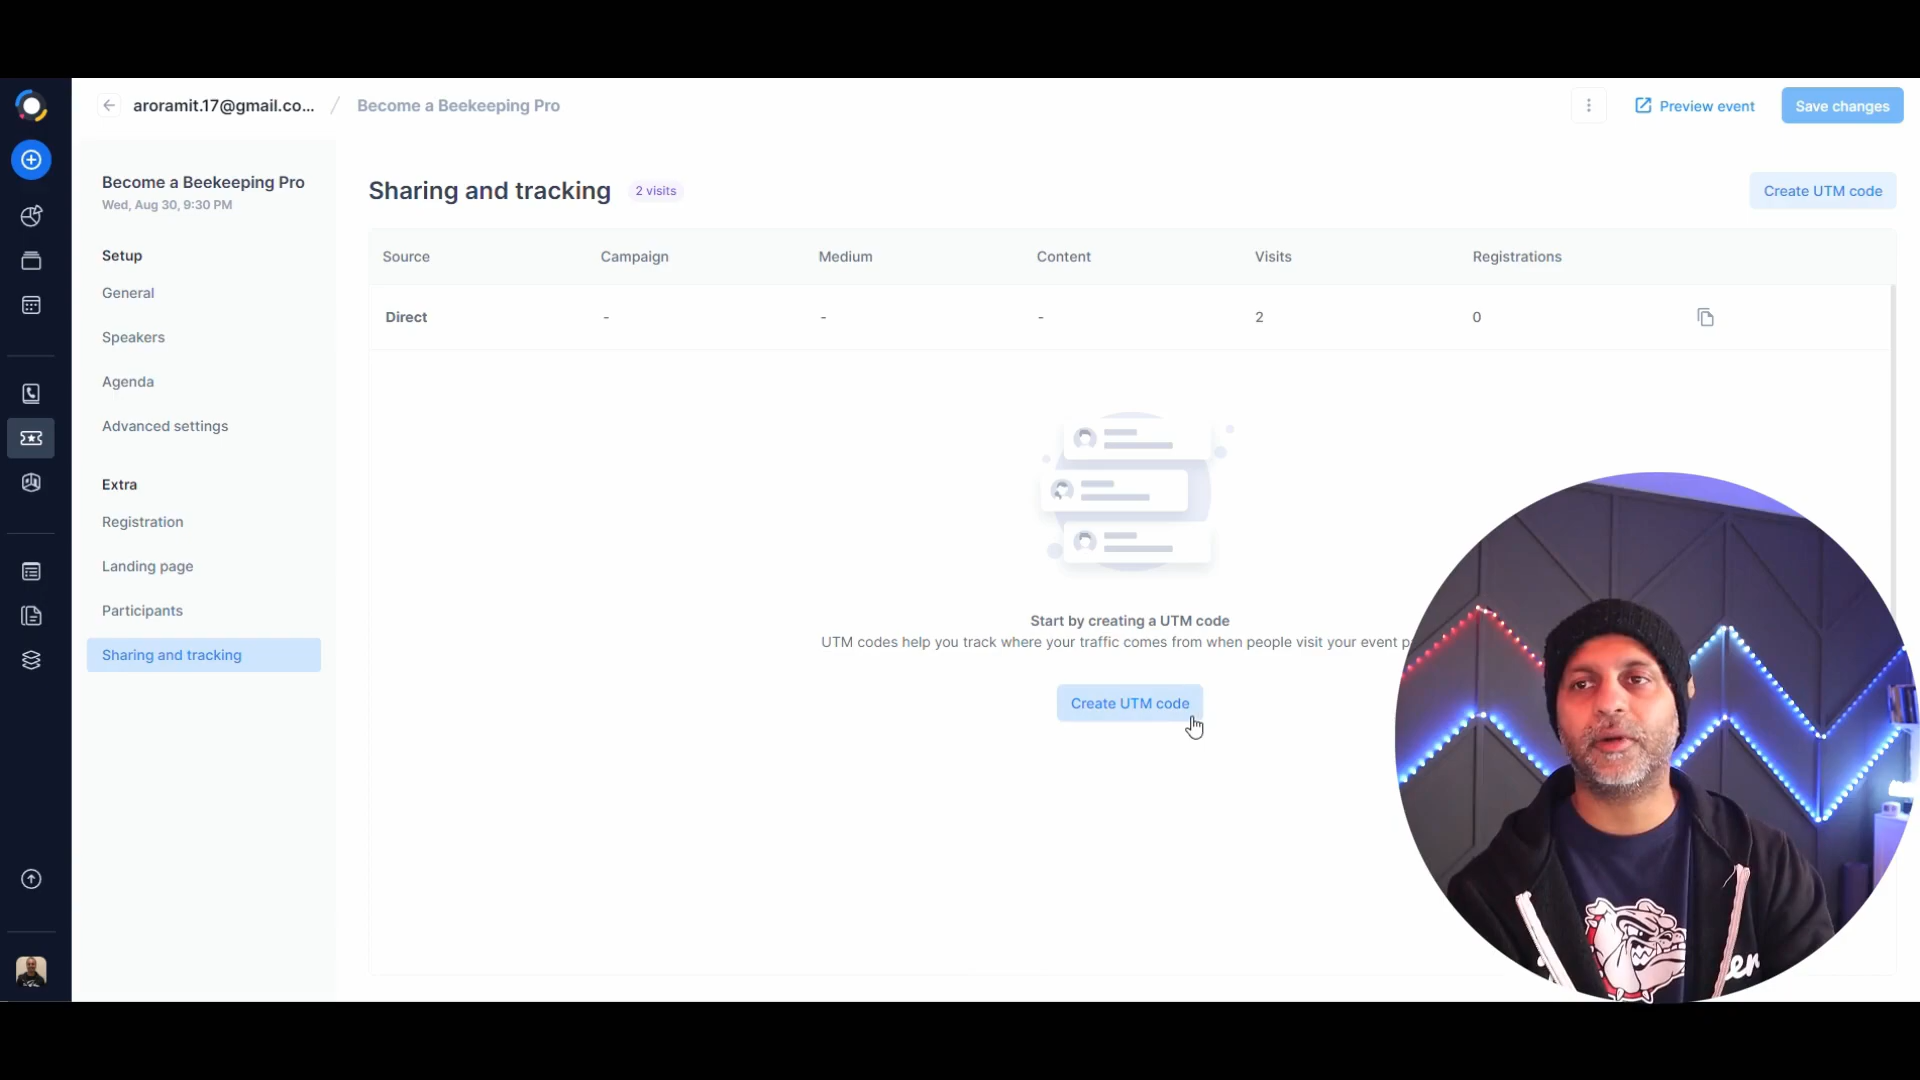 aroramit.17@gmail.co... / Become a Beekeeping Pro
Preview event
Save changes
Become a Beekeeping Pro
Wed, Aug 30, 9:30 PM
Setup
General
Speakers
Agenda
Advanced settings
Extra
Registration
Landing page
Participants
Sharing and tracking
Sharing and tracking
2 visits
Create UTM code
Source Campaign Medium Content Visits Registrations
Direct - - - 2 0
Start by creating a UTM code
UTM codes help you track where your traffic comes from when people visit your event
Create UTM code